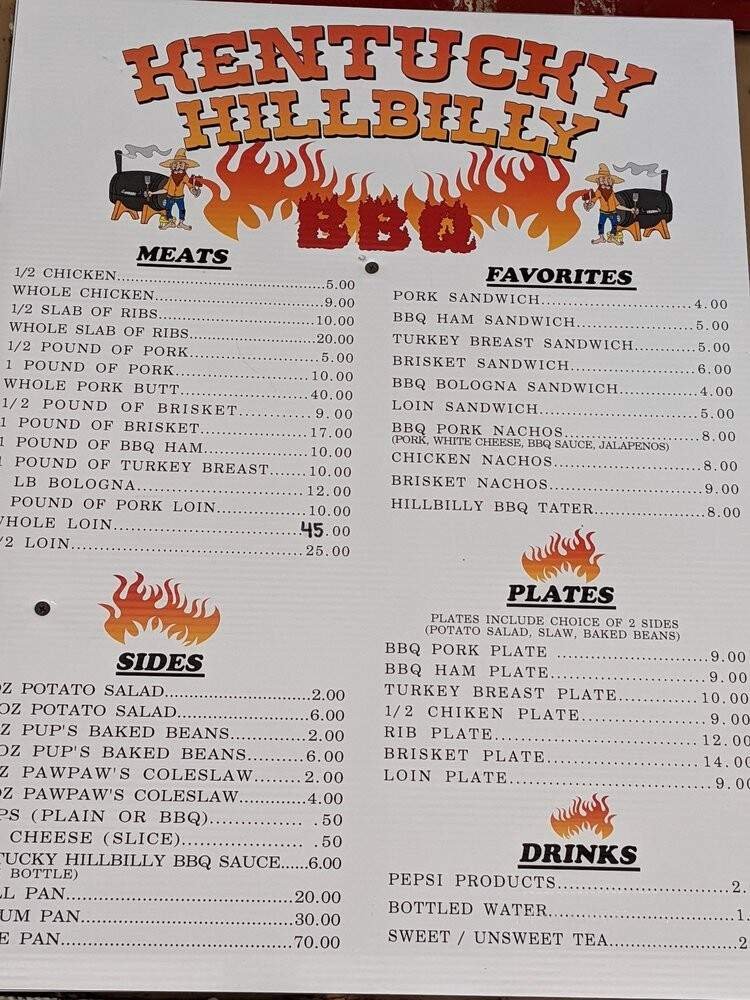 KENTUCKY
HILLBILLY
BBQ
MEATS
1/2 CHICKEN...5.00
WHOLE CHICKEN...9.00
1/2 SLAB OF RIBS...10.00
WHOLE SLAB OF RIBS...20.00
1/2 POUND OF PORK...5.00
1 POUND OF PORK...10.00
WHOLE PORK BUTT...40.00
1/2 POUND OF BRISKET...9.00
1 POUND OF BRISKET...17.00
1 POUND OF BBQ HAM...10.00
1 POUND OF TURKEY BREAST...10.00
LB BOLOGNA...12.00
POUND OF PORK LOIN...10.00
WHOLE LOIN...45.00
/2 LOIN...25.00
SIDES
OZ POTATO SALAD...2.00
OZ POTATO SALAD...6.00
OZ PUP'S BAKED BEANS...2.00
OZ PUP'S BAKED BEANS...6.00
Z PAWPAW'S COLESLAW...2.00
OZ PAWPAW'S COLESLAW...4.00
PS (PLAIN OR BBQ)... .50
CHEESE (SLICE)... .50
TUCKY HILLBILLY BBQ SAUCE...6.00
BOTTLE)
LL PAN...20.00
UM PAN...30.00
E PAN...70.00
FAVORITES
PORK SANDWICH...4.00
BBQ HAM SANDWICH...5.00
TURKEY BREAST SANDWICH...5.00
BRISKET SANDWICH...6.00
BBQ BOLOGNA SANDWICH...4.00
LOIN SANDWICH...5.00
BBQ PORK NACHOS...8.00
(PORK, WHITE CHEESE, BBQ SAUCE, JALAPENOS)
CHICKEN NACHOS...8.00
BRISKET NACHOS...9.00
HILLBILLY BBQ TATER...8.00
PLATES
PLATES INCLUDE CHOICE OF 2 SIDES
(POTATO SALAD, SLAW, BAKED BEANS)
BBQ PORK PLATE ...9.00
BBQ HAM PLATE...9.00
TURKEY BREAST PLATE...10.00
1/2 CHIKEN PLATE...9.00
RIB PLATE...12.00
BRISKET PLATE...14.00
LOIN PLATE...9.00
DRINKS
PEPSI PRODUCTS...2.
BOTTLED WATER...1.
SWEET / UNSWEET TEA...2